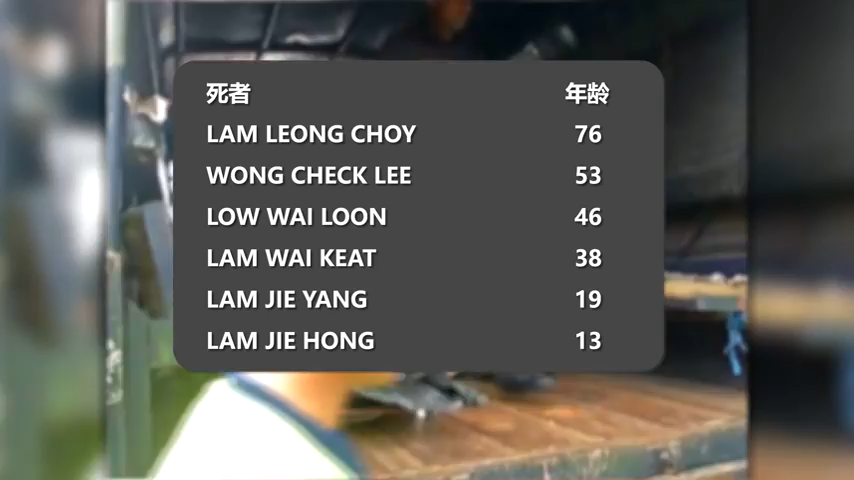 死者 年龄
LAM LEONG CHOY 76
WONG CHECK LEE 53
LOW WAI LOON 46
LAM WAI KEAT 38
LAM JIE YANG 19
LAM JIE HONG 13